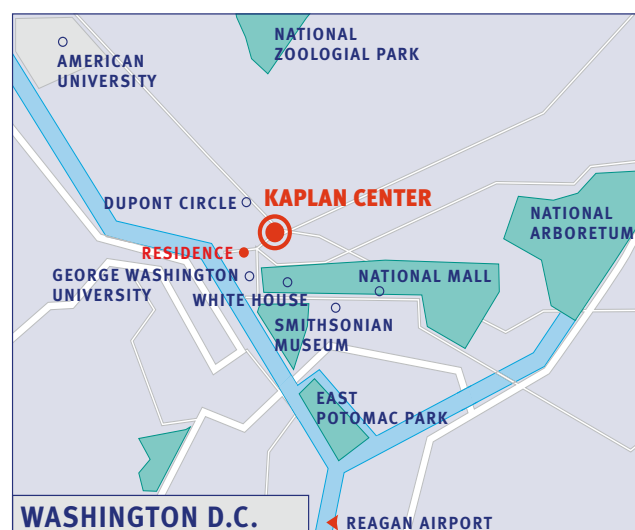 NATIONAL
ZOOLOGIAL PARK
AMERICAN
UNIVERSITY
DUPONT CIRCLE
KAPLAN CENTER
NATIONAL
ARBORETUM
RESIDENCE
GEORGE WASHINGTON
UNIVERSITY
NATIONAL MALL
WHITE HOUSE
SMITHSONIAN
MUSEUM
EAST
POTOMAC PARK
WASHINGTON D.C.
REAGAN AIRPORT